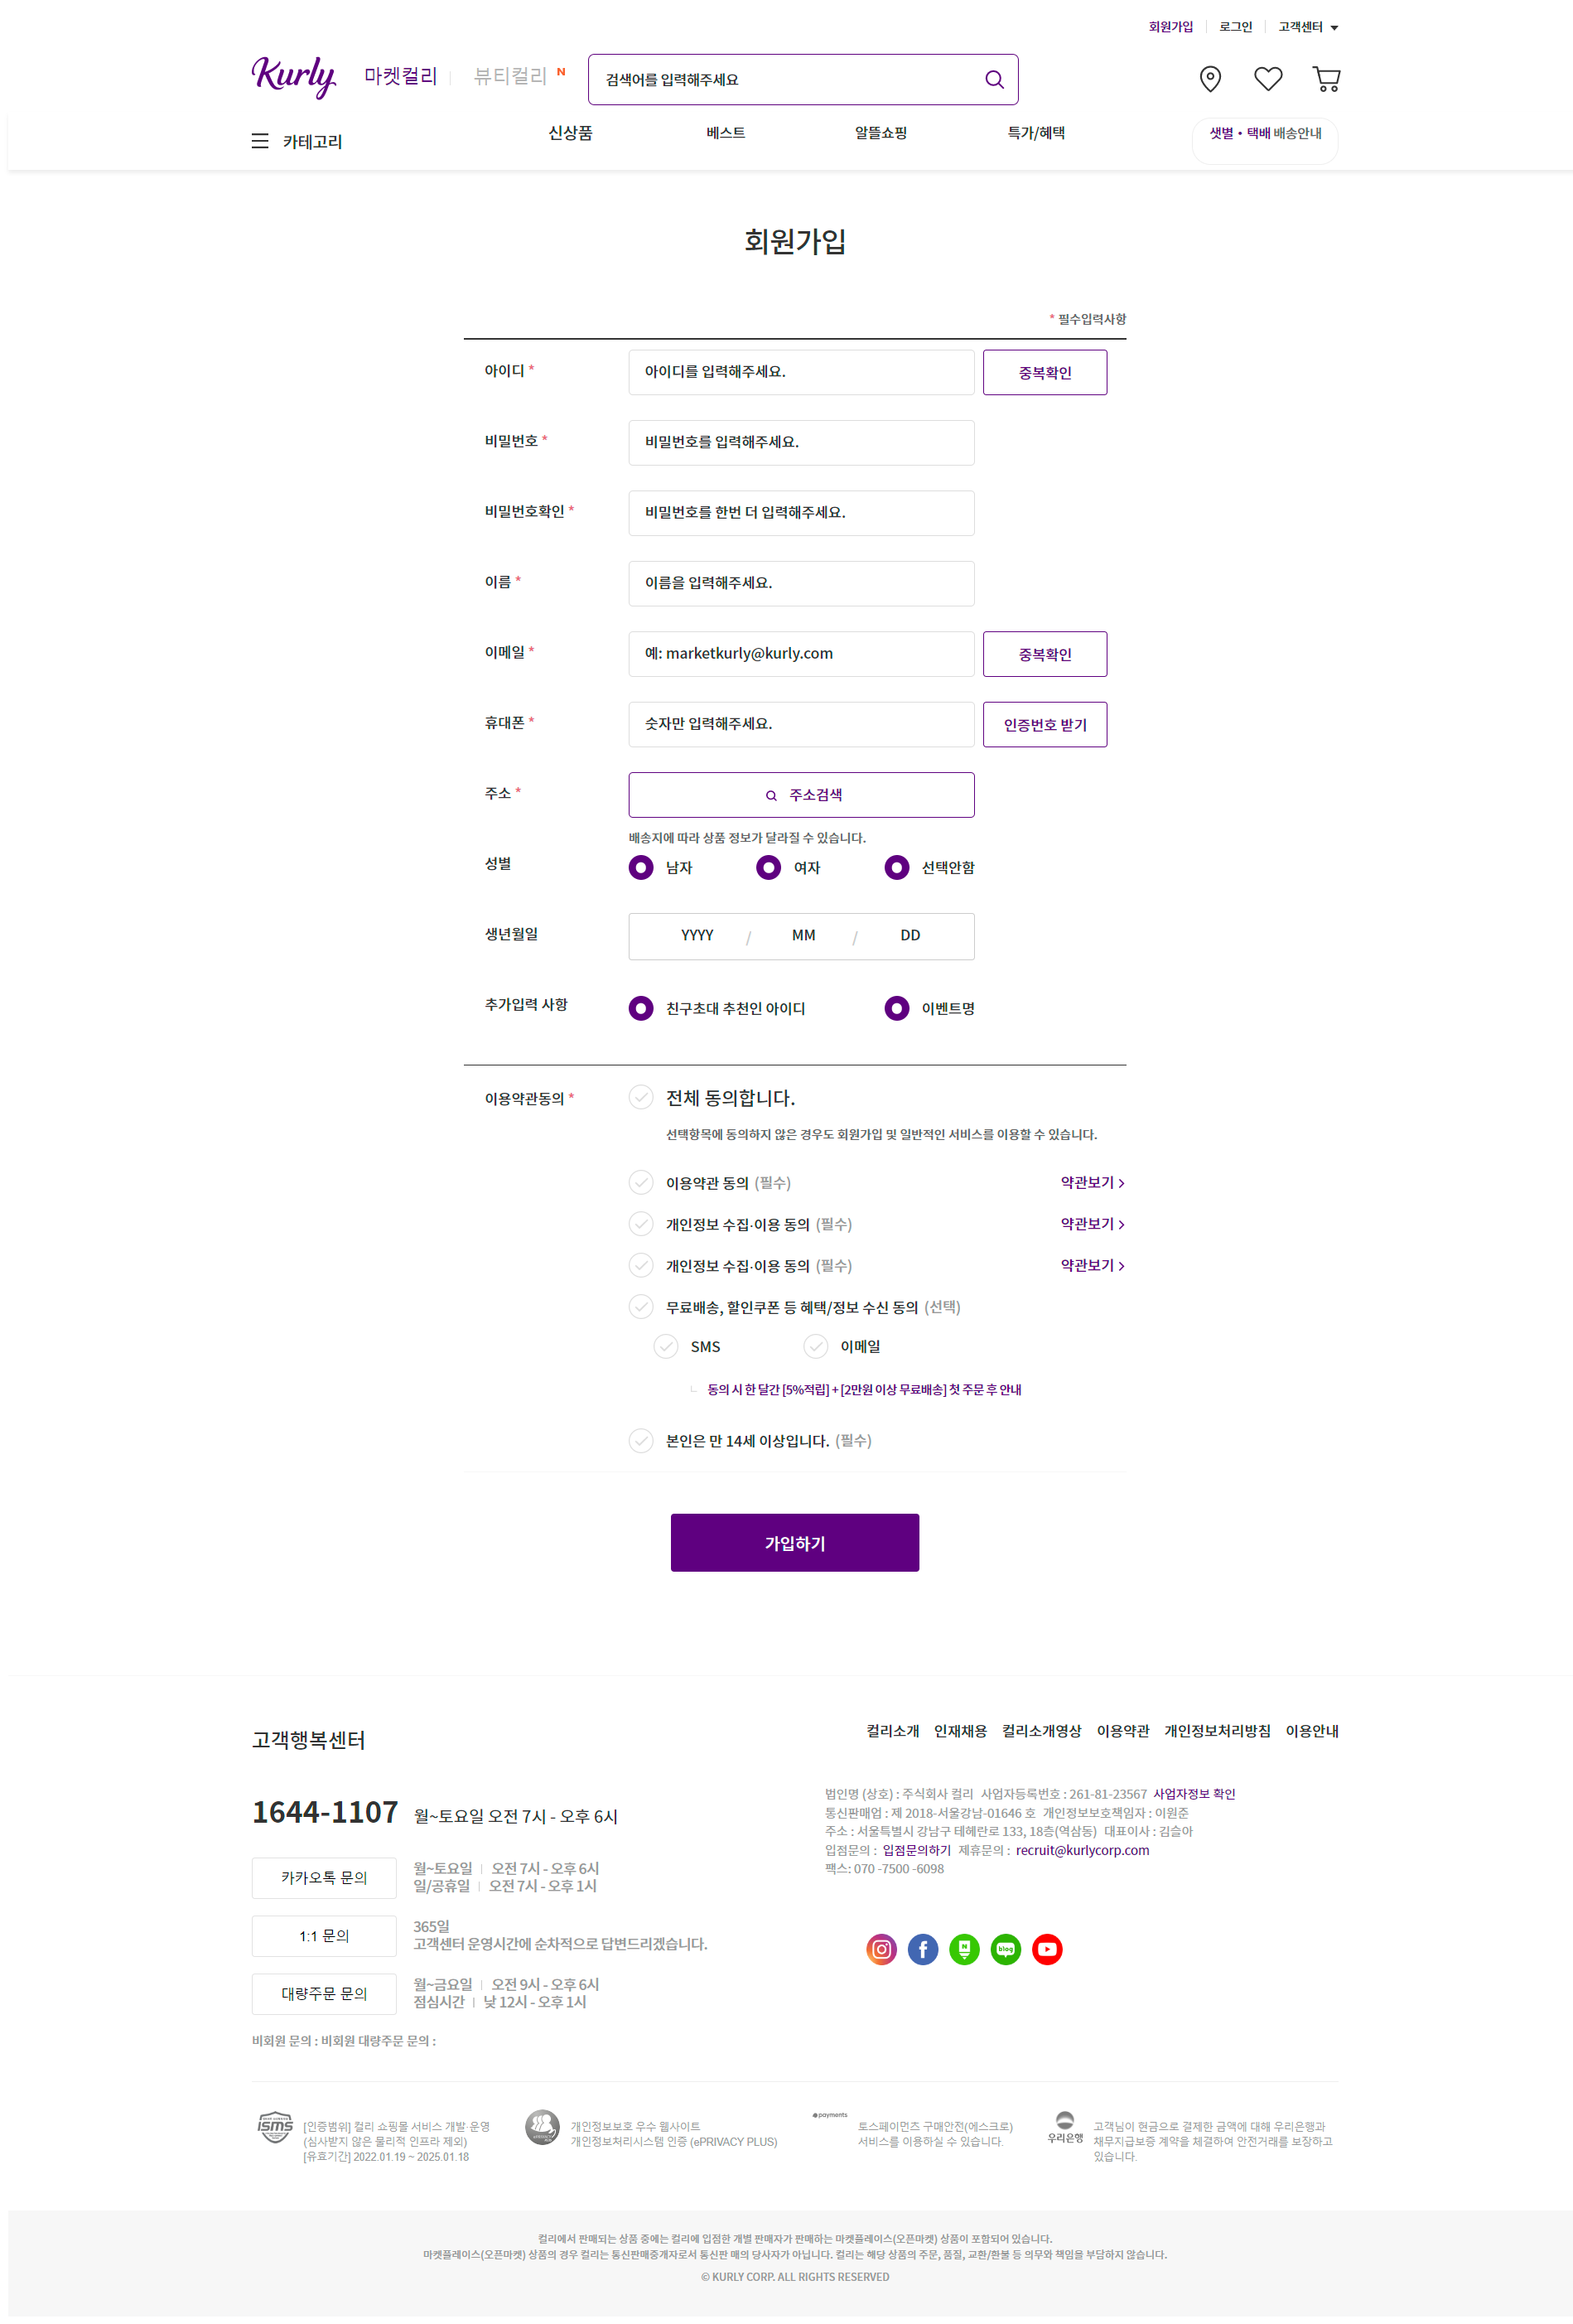 회원가입 로그인 고객센터
Kurly 마켓컬리 뷰티컬리 N 검색어를 입력해주세요
카테고리 신상품 베스트 알뜰쇼핑 특가/혜택 샛별・택배 배송안내
회원가입
* 필수입력사항
아이디 * 아이디를 입력해주세요. 중복확인
비밀번호 * 비밀번호를 입력해주세요.
비밀번호확인 * 비밀번호를 한번 더 입력해주세요.
이름 * 이름을 입력해주세요.
이메일 * 예: marketkurly@kurly.com 중복확인
휴대폰 * 숫자만 입력해주세요. 인증번호 받기
주소 * 주소검색
배송지에 따라 상품 정보가 달라질 수 있습니다.
성별 남자 여자 선택안함
생년월일 YYYY / MM / DD
추가입력 사항 친구초대 추천인 아이디 이벤트명
이용약관동의 * 전체 동의합니다.
선택항목에 동의하지 않은 경우도 회원가입 및 일반적인 서비스를 이용할 수 있습니다.
이용약관 동의 (필수) 약관보기
개인정보 수집·이용 동의 (필수) 약관보기
개인정보 수집·이용 동의 (필수) 약관보기
무료배송, 할인쿠폰 등 혜택/정보 수신 동의 (선택)
SMS 이메일
동의 시 한 달간 [5%적립] + [2만원 이상 무료배송] 첫 주문 후 안내
본인은 만 14세 이상입니다. (필수)
가입하기
고객행복센터
1644-1107 월~토요일 오전 7시 - 오후 6시
카카오톡 문의
월~토요일 오전 7시 - 오후 6시
일/공휴일 오전 7시 - 오후 1시
1:1 문의
365일
고객센터 운영시간에 순차적으로 답변드리겠습니다.
대량주문 문의
월~금요일 오전 9시 - 오후 6시
점심시간 낮 12시 - 오후 1시
비회원 문의 : 비회원 대량주문 문의 :
컬리소개 인재채용 컬리소개영상 이용약관 개인정보처리방침 이용안내
법인명 (상호) : 주식회사 컬리 사업자등록번호 : 261-81-23567 사업자정보 확인
통신판매업 : 제 2018-서울강남-01646 호 개인정보보호책임자 : 이원준
주소 : 서울특별시 강남구 테헤란로 133, 18층(역삼동) 대표이사 : 김슬아
입점문의 : 입점문의하기 제휴문의 : recruit@kurlycorp.com
팩스: 070 -7500 -6098
f N blog
ISMS
[인증범위] 컬리 쇼핑몰 서비스 개발·운영
(심사받지 않은 물리적 인프라 제외)
[유효기간] 2022.01.19 ~ 2025.01.18
개인정보보호 우수 웹사이트
개인정보처리시스템 인증 (ePRIVACY PLUS)
payments
토스페이먼츠 구매안전(에스크로)
서비스를 이용하실 수 있습니다.
우리은행
고객님이 현금으로 결제한 금액에 대해 우리은행과
채무지급보증 계약을 체결하여 안전거래를 보장하고
있습니다.
컬리에서 판매되는 상품 중에는 컬리에 입점한 개별 판매자가 판매하는 마켓플레이스(오픈마켓) 상품이 포함되어 있습니다.
마켓플레이스(오픈마켓) 상품의 경우 컬리는 통신판매중개자로서 통신판 매의 당사자가 아닙니다. 컬리는 해당 상품의 주문, 품질, 교환/환불 등 의무와 책임을 부담하지 않습니다.
© KURLY CORP. ALL RIGHTS RESERVED